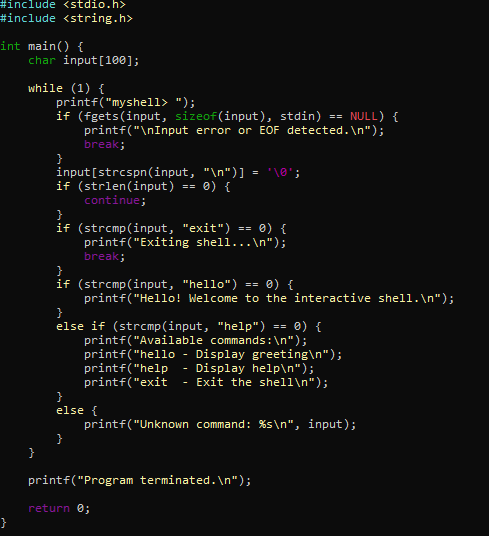 #include <stdio.h>
#include <string.h>

int main() {
    char input[100];

    while (1) {
        printf("myshell> ");
        if (fgets(input, sizeof(input), stdin) == NULL) {
            printf("\nInput error or EOF detected.\n");
            break;
        }
        input[strcspn(input, "\n")] = '\0';
        if (strlen(input) == 0) {
            continue;
        }
        if (strcmp(input, "exit") == 0) {
            printf("Exiting shell...\n");
            break;
        }
        if (strcmp(input, "hello") == 0) {
            printf("Hello! Welcome to the interactive shell.\n");
        }
        else if (strcmp(input, "help") == 0) {
            printf("Available commands:\n");
            printf("hello - Display greeting\n");
            printf("help  - Display help\n");
            printf("exit  - Exit the shell\n");
        }
        else {
            printf("Unknown command: %s\n", input);
        }
    }

    printf("Program terminated.\n");

    return 0;
}